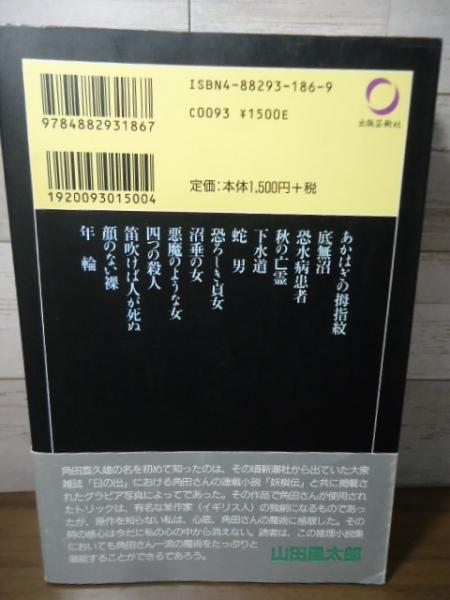 ISBN4-88293-186-9
C0093 ¥1500E
出版芸術社
9784882931867
1920093015004
定価：本体1,500円＋税
あかはぎの拇指紋
底無沼
恐水病患者
秋の亡霊
下水道
蛇男
恐ろしき貞女
沼垂の女
悪魔のような女
四つの殺人
笛吹けば人が死ぬ
顔のない裸
年輪
角田喜久雄の名を初めて知ったのは、その頃新潮社から出ていた大衆
雑誌「日の出」における角田さんの連載小説「妖棋伝」と共に掲載され
たグラビア写真によってであった。その作品で角田さんが使用された
トリックは、有名な某作家（イギリス人）の独創になるものであった
が、原作を知らない私は、心底、角田さんの魔術に感服した。その
時の感心は今だに私の心の中から消えない。読者は、この推理小説集
においても角田さん一流の魔術をたっぷりと
堪能することができるであろう。
山田風太郎